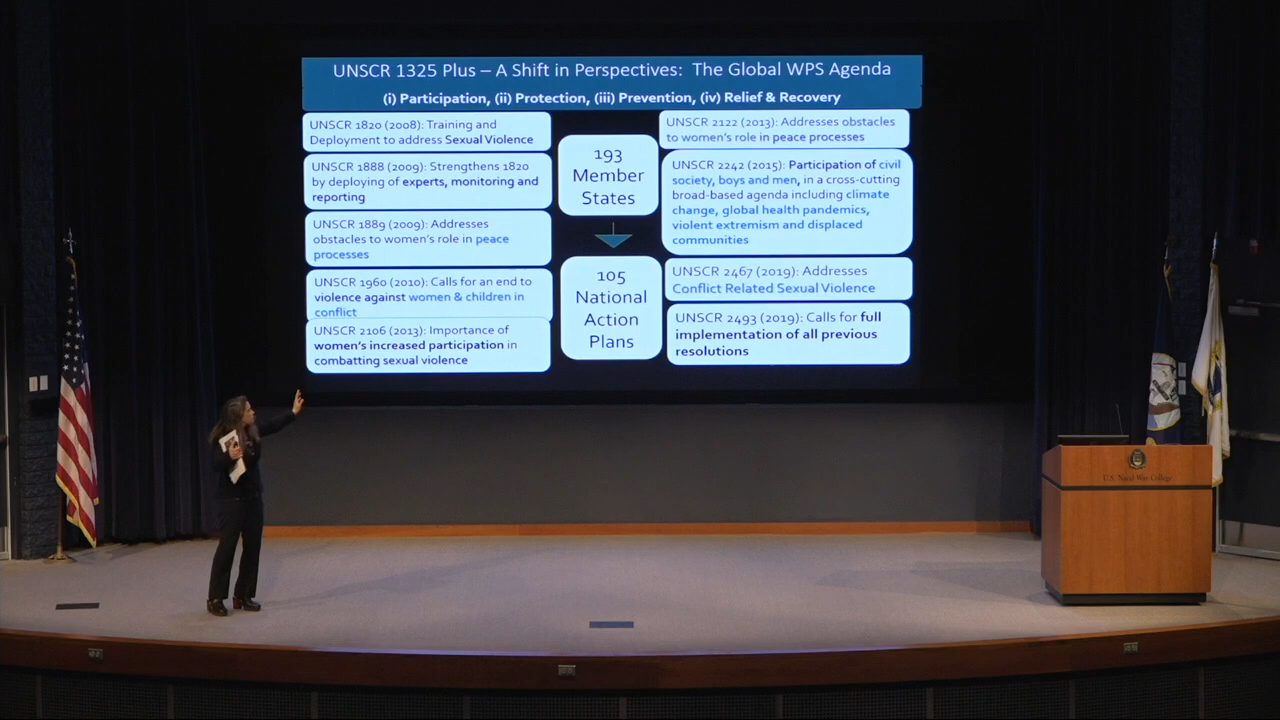 UNSCR 1325 Plus – A Shift in Perspectives: The Global WPS Agenda
(i) Participation, (ii) Protection, (iii) Prevention, (iv) Relief & Recovery
UNSCR 1820 (2008): Training and
Deployment to address Sexual Violence
UNSCR 1888 (2009): Strengthens 1820
by deploying of experts, monitoring and
reporting
UNSCR 1889 (2009): Addresses
obstacles to women's role in peace
processes
UNSCR 1960 (2010): Calls for an end to
violence against women & children in
conflict
UNSCR 2106 (2013): Importance of
women's increased participation in
combatting sexual violence
193
Member
States
105
National
Action
Plans
UNSCR 2122 (2013): Addresses obstacles
to women's role in peace processes
UNSCR 2242 (2015): Participation of civil
society, boys and men, in a cross-cutting
broad-based agenda including climate
change, global health pandemics,
violent extremism and displaced
communities
UNSCR 2467 (2019): Addresses
Conflict Related Sexual Violence
UNSCR 2493 (2019): Calls for full
implementation of all previous
resolutions
U.S. Naval War College